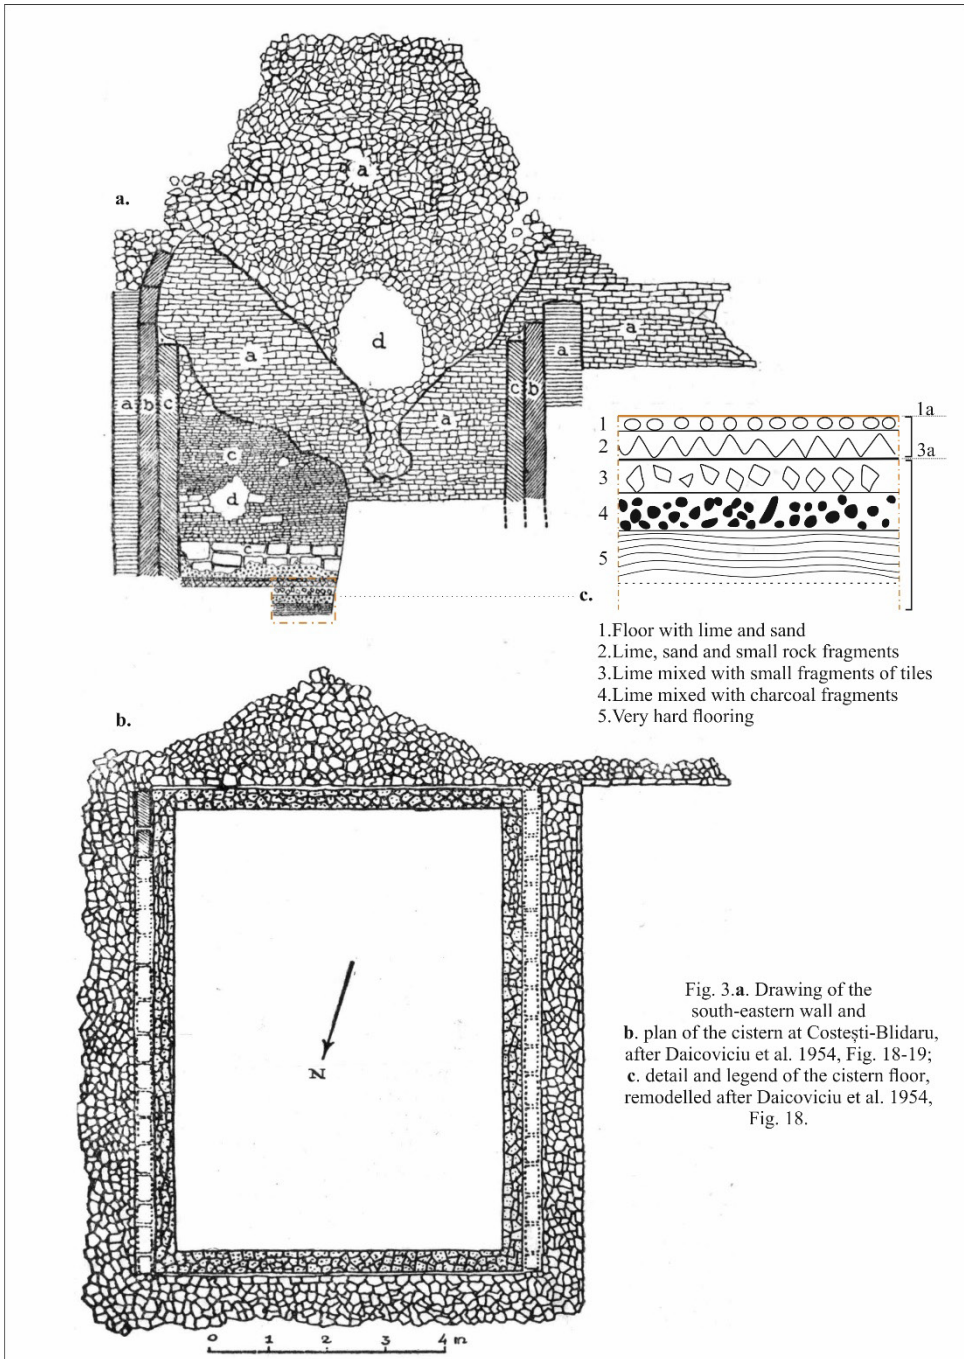 a
a.
d
a
a
a
a
b
c
a
c
b
a
c
d
c
1a
1
2
3a
3
4
5
c.
1.Floor with lime and sand
2.Lime, sand and small rock fragments
3.Lime mixed with small fragments of tiles
4.Lime mixed with charcoal fragments
5.Very hard flooring
b.
N
Fig. 3.a. Drawing of the
south-eastern wall and
b. plan of the cistern at Costeşti-Blidaru,
after Daicoviciu et al. 1954, Fig. 18-19;
c. detail and legend of the cistern floor,
remodelled after Daicoviciu et al. 1954,
Fig. 18.
0 1 2 3 4 m